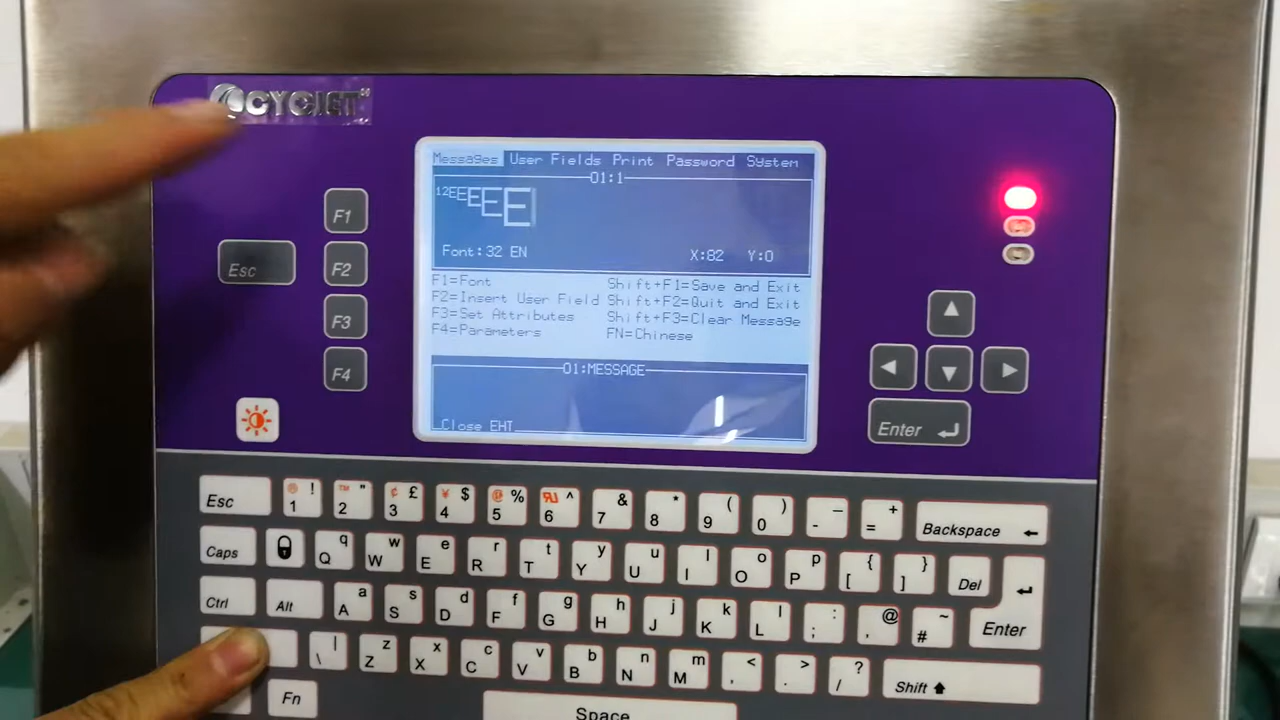 CYCJET
Messages User Fields Print Password System
01:1
12EEEEE
Font:32 EN X:82 Y:0
F1=Font Shift+F1=Save and Exit
F2=Insert User Field Shift+F2=Quit and Exit
F3=Set Attributes Shift+F3=Clear Message
F4=Parameters FN=Chinese
01:MESSAGE
Close EHT
F1
F2
F3
F4
Esc
Enter
Esc ! 1 ™ " 2 ¢ £ 3 ¥ $ 4 @ % 5 ^ 6 & 7 * 8 ( 9 ) 0 _ - + = Backspace
Caps Q q W w E e R r T t Y y U u I l O o P p [ { ] } Del
Ctrl Alt A a S s D d F f G g H h J j K k L l ; : , @ # ~ Enter
\ | Z z X x C c V v B b N n M m , < . > / ? Shift
Fn Space